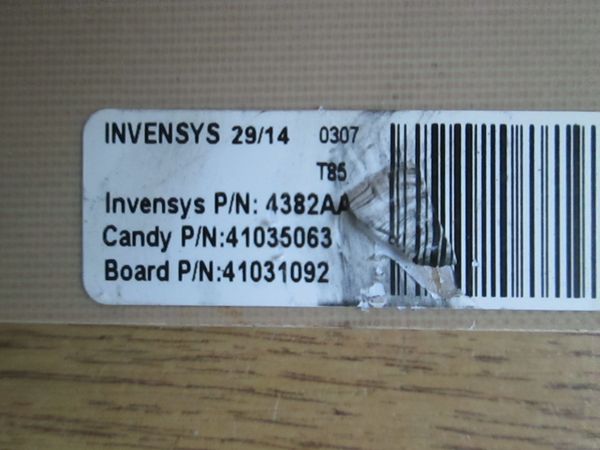 INVENSYS 29/14 0307
T85
Invensys P/N: 4382AA
Candy P/N:41035063
Board P/N:41031092